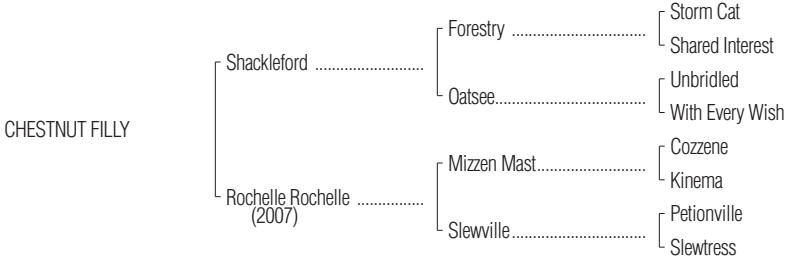 Storm Cat
Forestry ..............................
Shared Interest
Shackleford .........................
Unbridled
Oatsee..................................
With Every Wish
CHESTNUT FILLY
Cozzene
Mizzen Mast.........................
Kinema
Rochelle Rochelle ...............
(2007)
Petionville
Slewville...............................
Slewtress